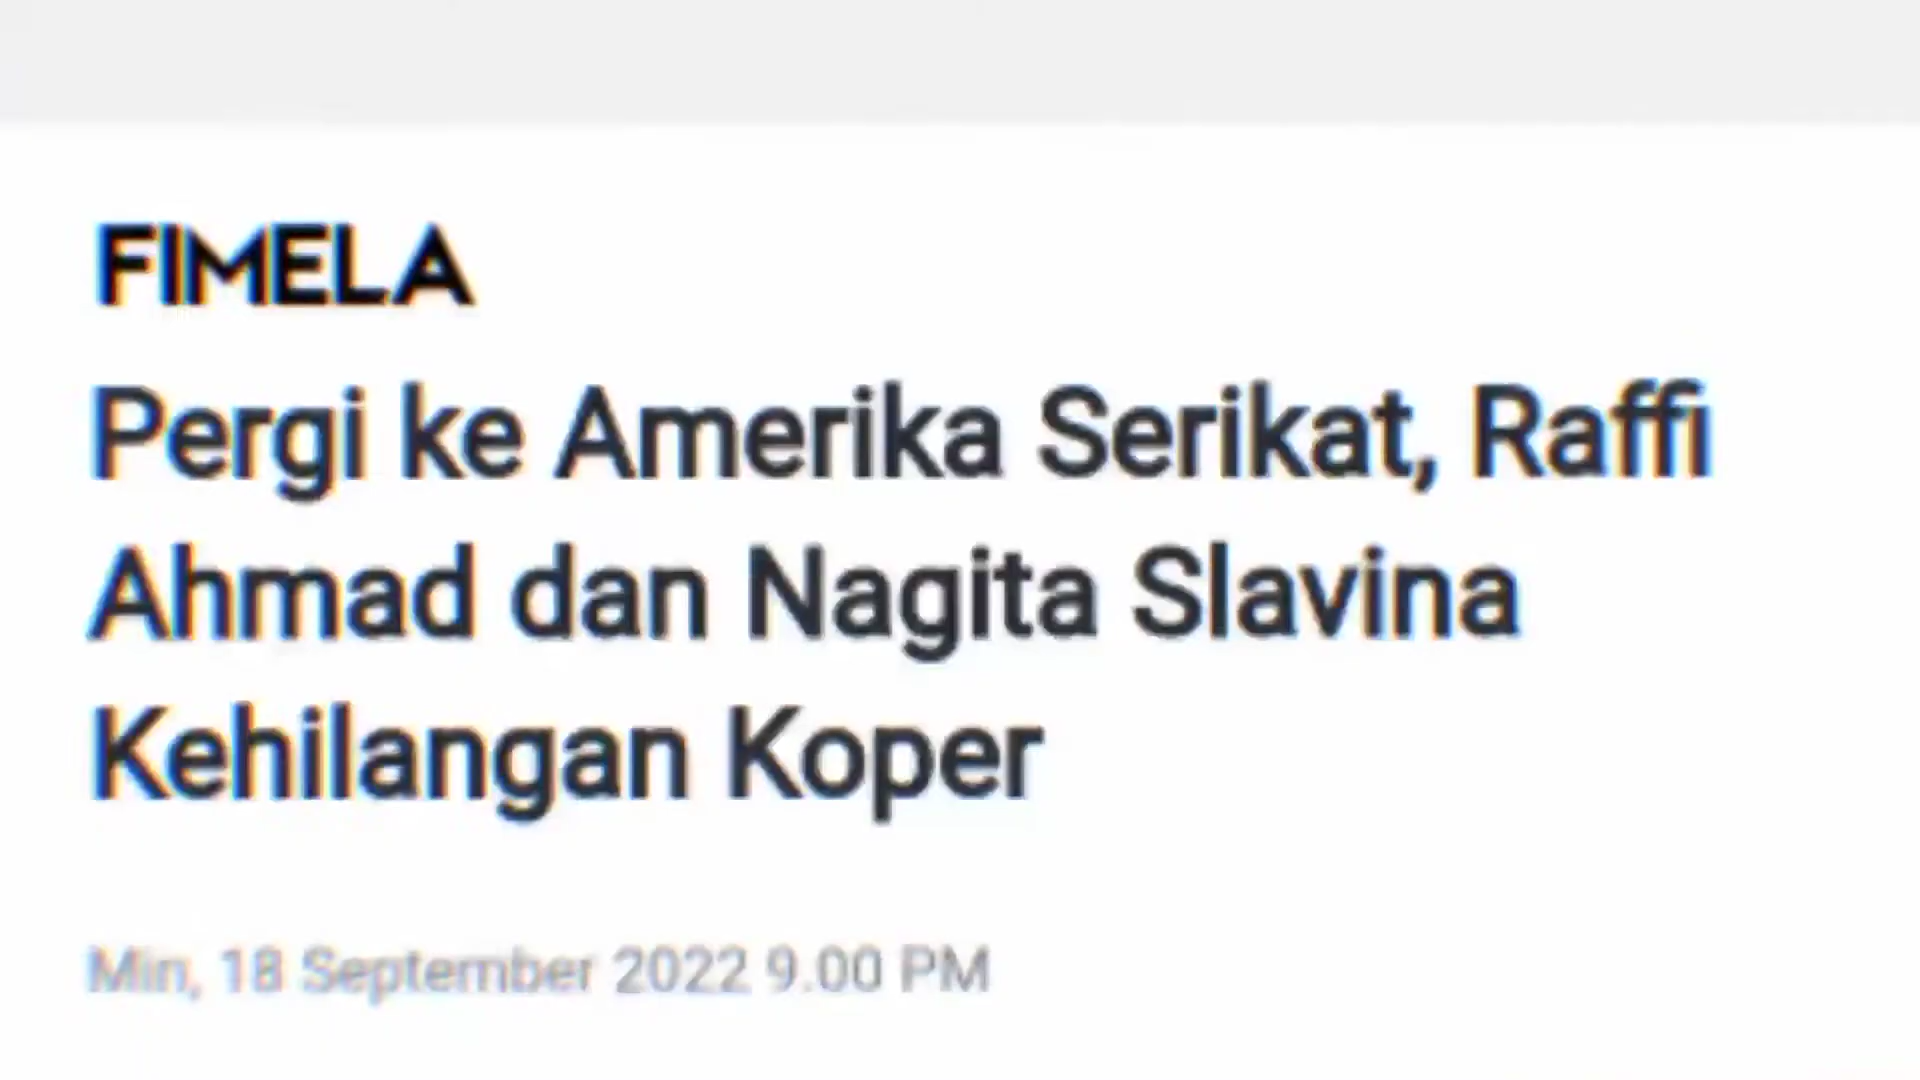 FIMELA
Pergi ke Amerika Serikat, Raffi
Ahmad dan Nagita Slavina
Kehilangan Koper
Min, 18 September 2022 9.00 PM